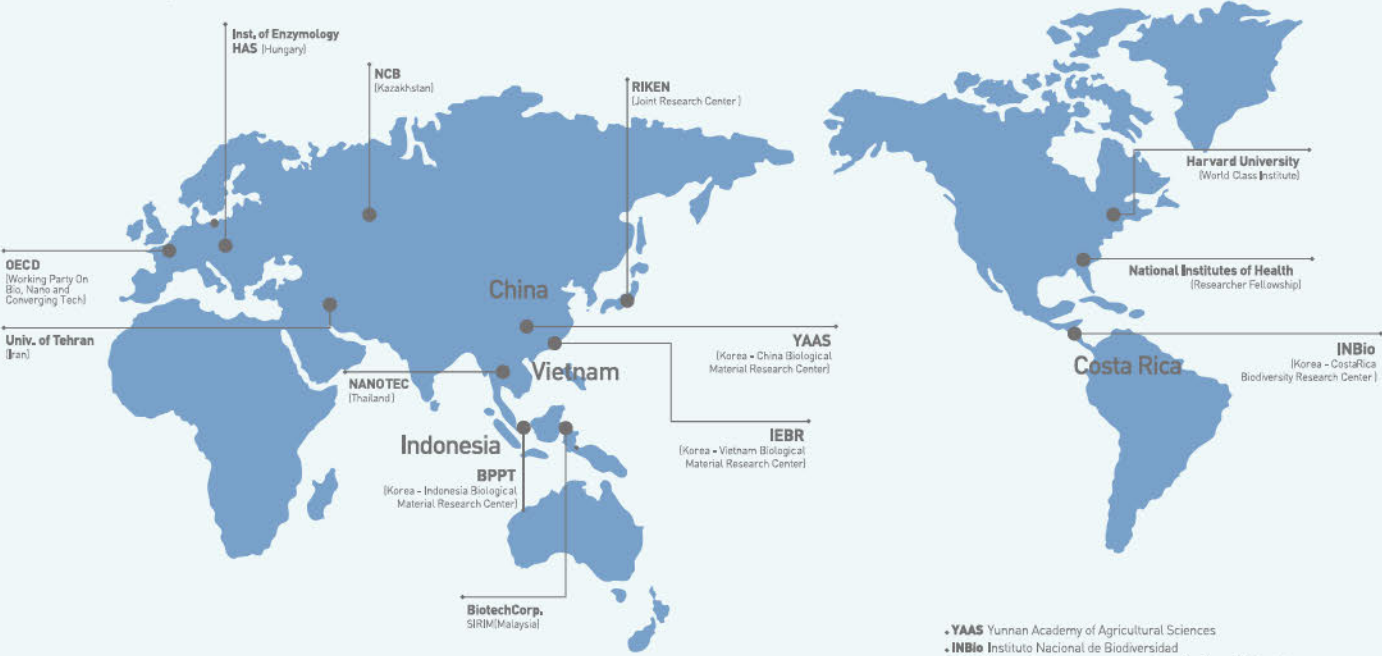 Inst. of Enzymology
HAS (Hungary)
NCB
(Kazakhstan)
RIKEN
(Joint Research Center)
Harvard University
(World Class Institute)
OECD
(Working Party On
Bio, Nano and
Converging Tech)
National Institutes of Health
(Researcher Fellowship)
China
Univ. of Tehran
(Iran)
YAAS
(Korea - China Biological
Material Research Center)
INBio
(Korea - CostaRica
Biodiversity Research Center)
Costa Rica
Vietnam
NANOTEC
(Thailand)
IEBR
(Korea - Vietnam Biological
Material Research Center)
Indonesia
BPPT
(Korea - Indonesia Biological
Material Research Center)
BiotechCorp.
SIRIM(Malaysia)
• YAAS Yunnan Academy of Agricultural Sciences
• INBio Instituto Nacional de Biodiversidad